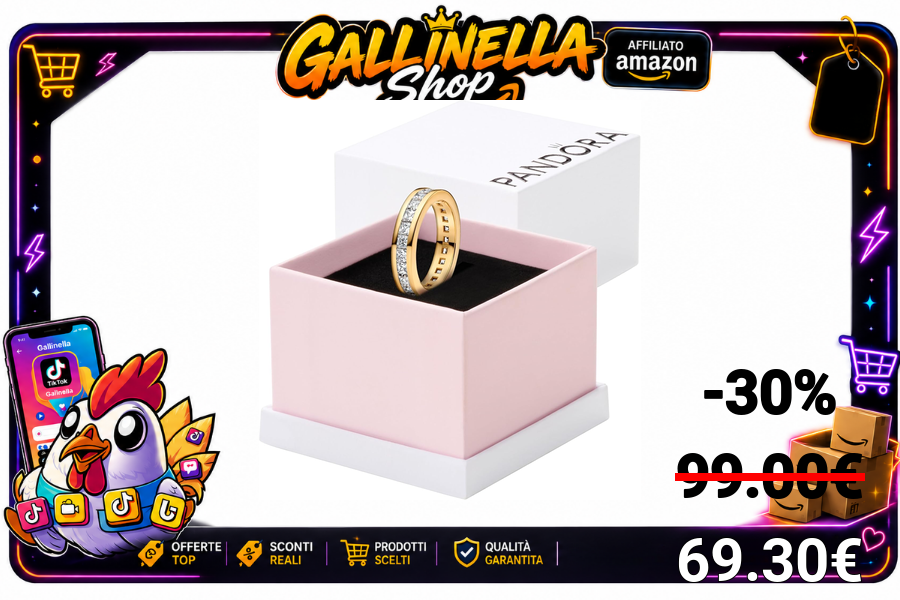 GALLINELLA
Shop
AFFILIATO
amazon
PANDORA
Gallinella
TikTok
Gallinella
-30%
99.00€
69.30€
OFFERTE
TOP
SCONTI
REALI
PRODOTTI
SCELTI
QUALITÀ
GARANTITA